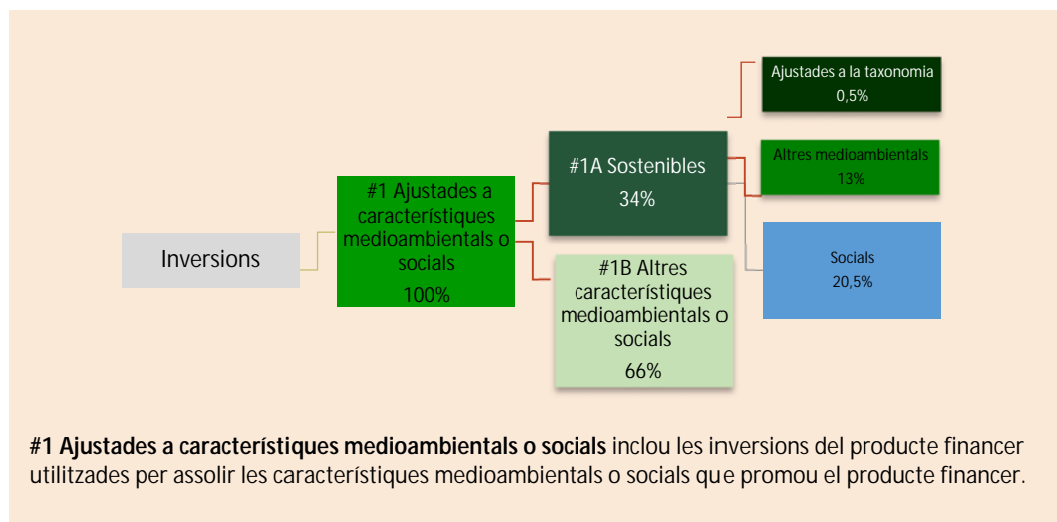 Inversions
#1 Ajustades a
característiques
medioambientals o
socials
100%
#1A Sostenibles
34%
#1B Altres
característiques
medioambientals o
socials
66%
Ajustades a la taxonomia
0,5%
Altres medioambientals
13%
Socials
20,5%
#1 Ajustades a característiques medioambientals o socials inclou les inversions del producte financer
utilitzades per assolir les característiques medioambientals o socials que promou el producte financer.